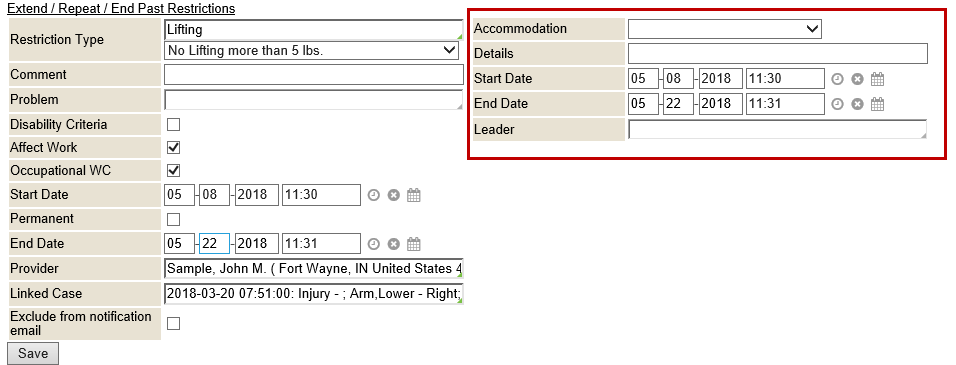 Extend / Repeat / End Past Restrictions
Restriction Type
Lifting
No Lifting more than 5 lbs.
Comment
Problem
Disability Criteria
Affect Work
Occupational WC
Start Date
05-08-2018 11:30
Permanent
End Date
05-22-2018 11:31
Provider
Sample, John M. ( Fort Wayne, IN United States 4
Linked Case
2018-03-20 07:51:00: Injury - ; Arm,Lower - Right;
Exclude from notification
email
Save
Accommodation
Details
Start Date
05-08-2018 11:30
End Date
05-22-2018 11:31
Leader